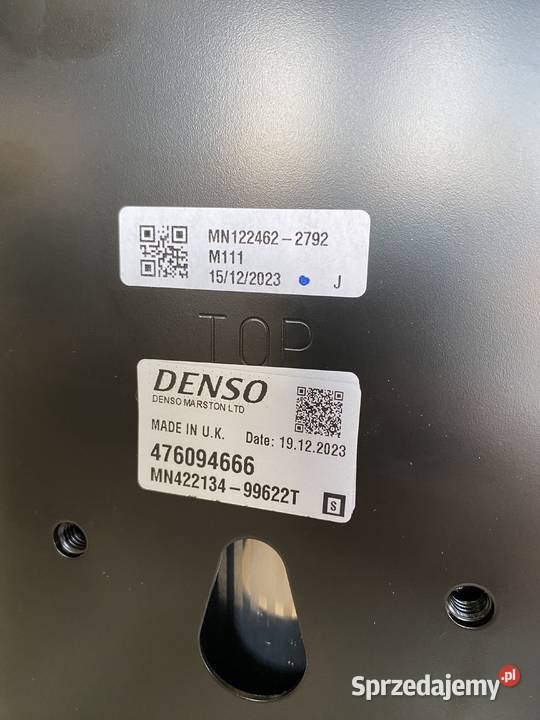 MN122462-2792
M111
15/12/2023 J
TOP
DENSO
DENSO MARSTON LTD
MADE IN U.K. Date: 19.12.2023
476094666
MN422134-99622T
S
Sprzedajemy.pl